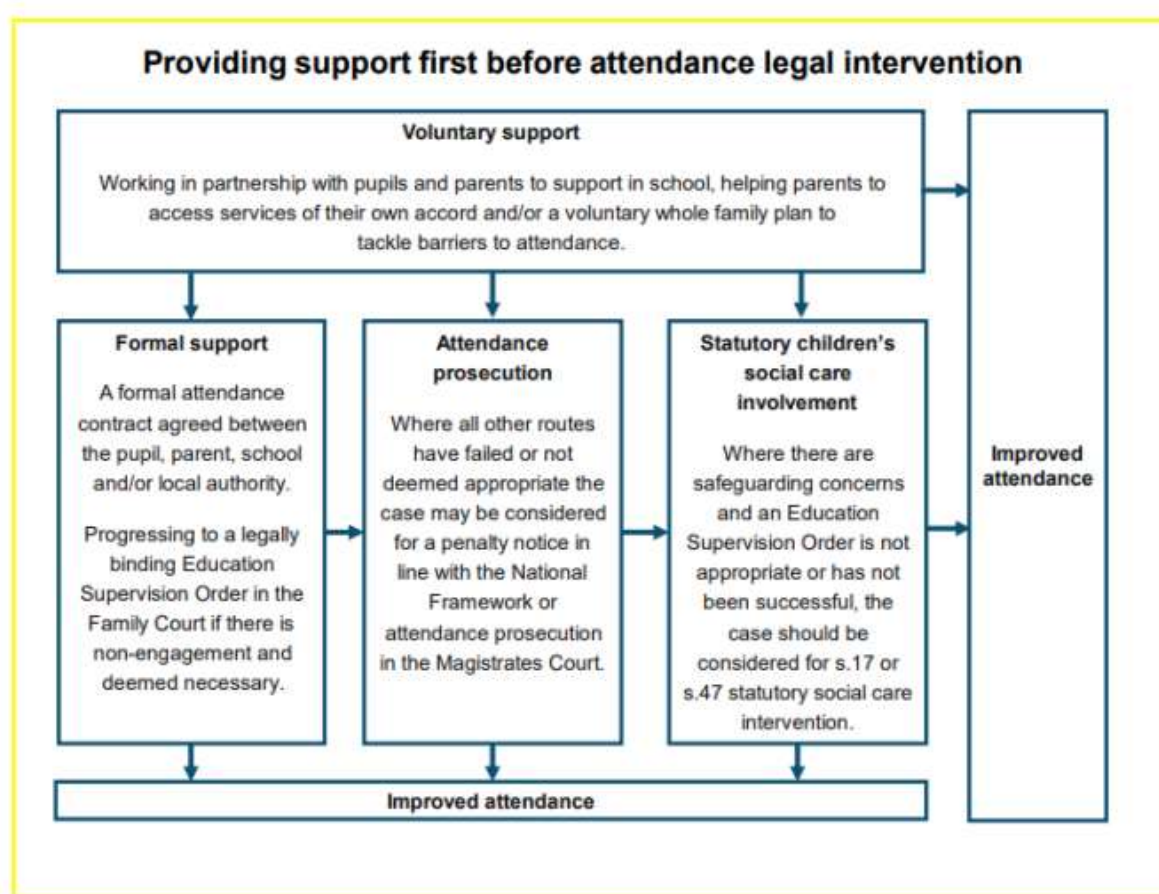 Providing support first before attendance legal intervention
Voluntary support
Working in partnership with pupils and parents to support in school, helping parents to
access services of their own accord and/or a voluntary whole family plan to
tackle barriers to attendance.
Formal support
A formal attendance
contract agreed between
the pupil, parent, school
and/or local authority.
Progressing to a legally
binding Education
Supervision Order in the
Family Court if there is
non-engagement and
deemed necessary.
Attendance
prosecution
Where all other routes
have failed or not
deemed appropriate the
case may be considered
for a penalty notice in
line with the National
Framework or
attendance prosecution
in the Magistrates Court.
Statutory children's
social care
involvement
Where there are
safeguarding concerns
and an Education
Supervision Order is not
appropriate or has not
been successful, the
case should be
considered for s.17 or
s.47 statutory social care
intervention.
Improved
attendance
Improved attendance